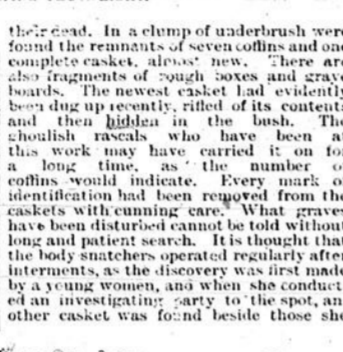 their dead. In a clump of underbrush were
found the remnants of seven coffins and one
complete casket, almost new. There are
also fragments of rough boxes and grave
boards. The newest casket had evidently
been dug up recently, rifled of its contents
and then hidden in the bush. The
ghoulish rascals who have been at
this work may have carried it on for
a long time, as the number of
coffins would indicate. Every mark of
identification had been removed from the
caskets with cunning care. What graves
have been disturbed cannot be told without
long and patient search. It is thought that
the body snatchers operated regularly after
interments, as the discovery was first made
by a young women, and when she conduct
ed an investigating party to the spot, an
other casket was found beside those she